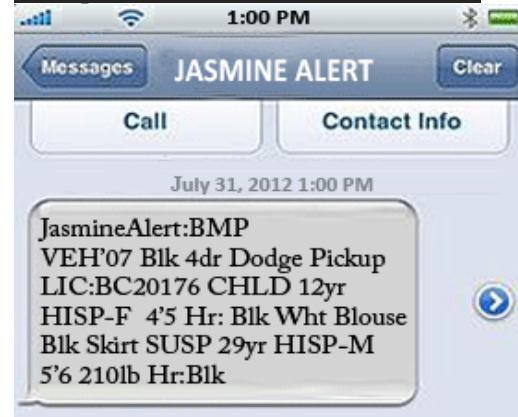 1:00 PM
Messages JASMINE ALERT Clear
Call Contact Info
July 31, 2012 1:00 PM
JasmineAlert:BMP
VEH'07 Blk 4dr Dodge Pickup
LIC:BC20176 CHLD 12yr
HISP-F 4'5 Hr: Blk Wht Blouse
Blk Skirt SUSP 29yr HISP-M
5'6 210lb Hr:Blk